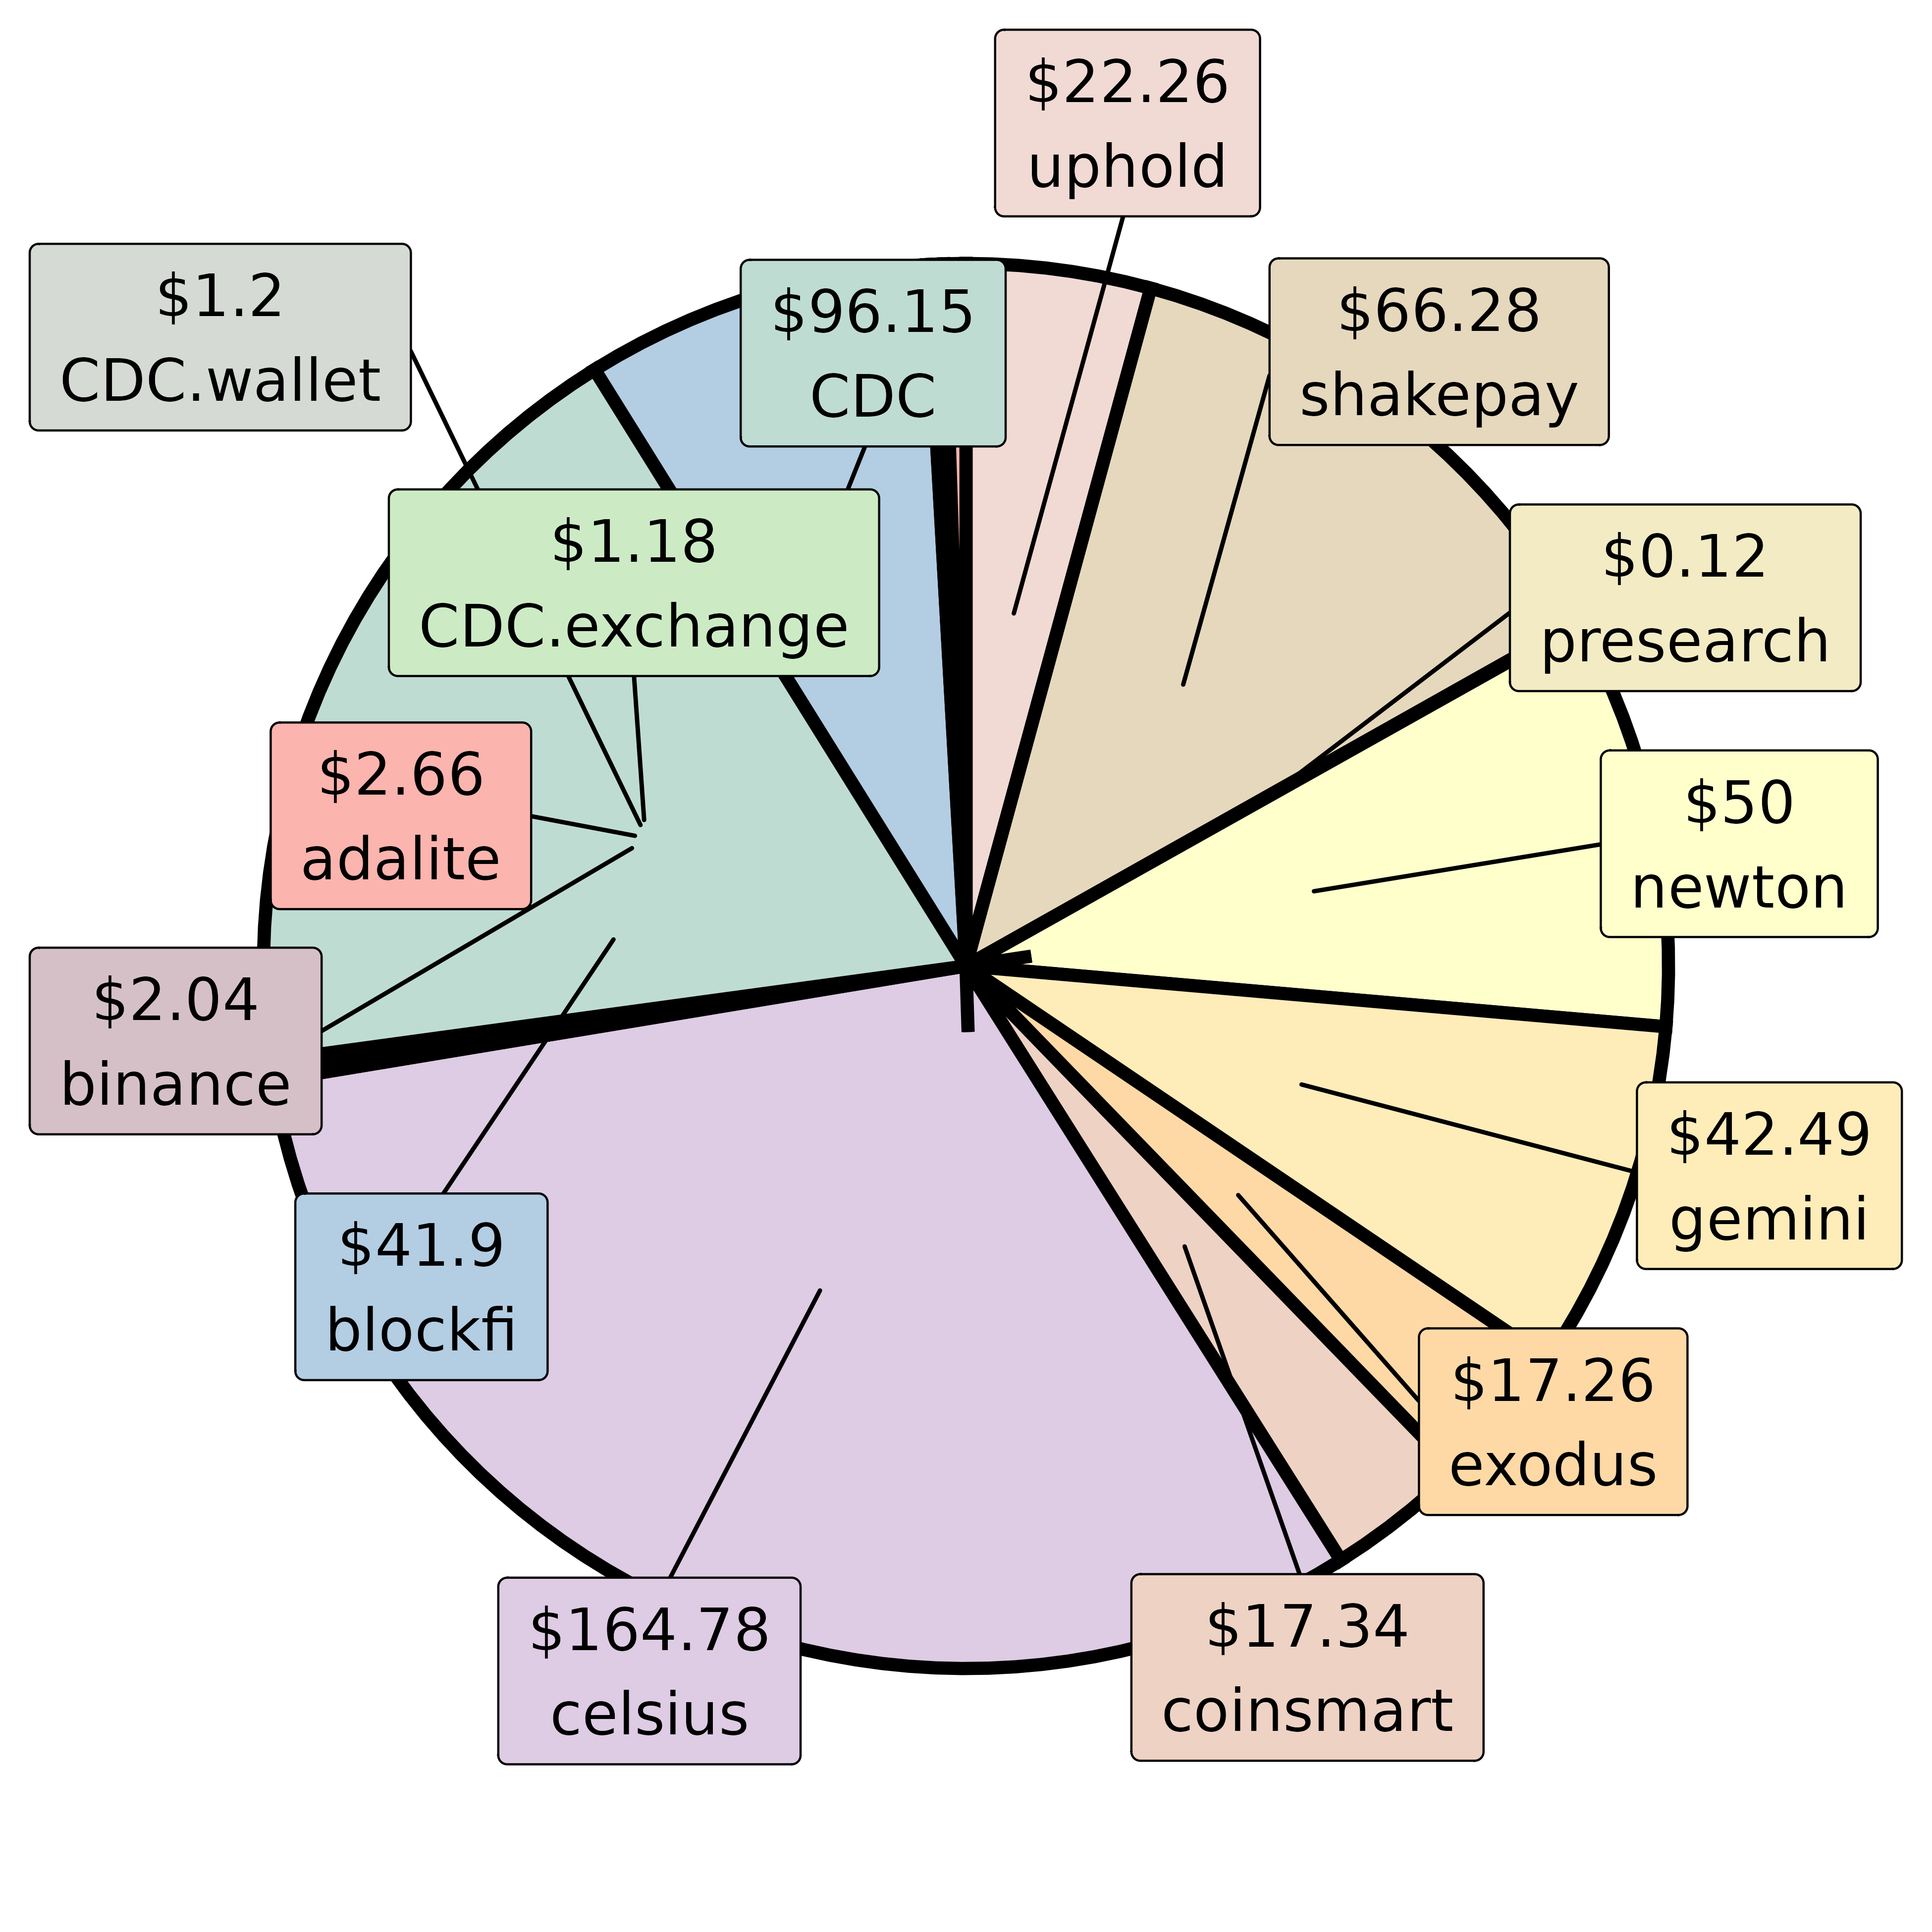 $22.26
uphold
$1.2
CDC.wallet
$96.15
CDC
$66.28
shakepay
$1.18
CDC.exchange
$0.12
presearch
$2.66
adalite
$50
newton
$2.04
binance
$42.49
gemini
$41.9
blockfi
$17.26
exodus
$164.78
celsius
$17.34
coinsmart